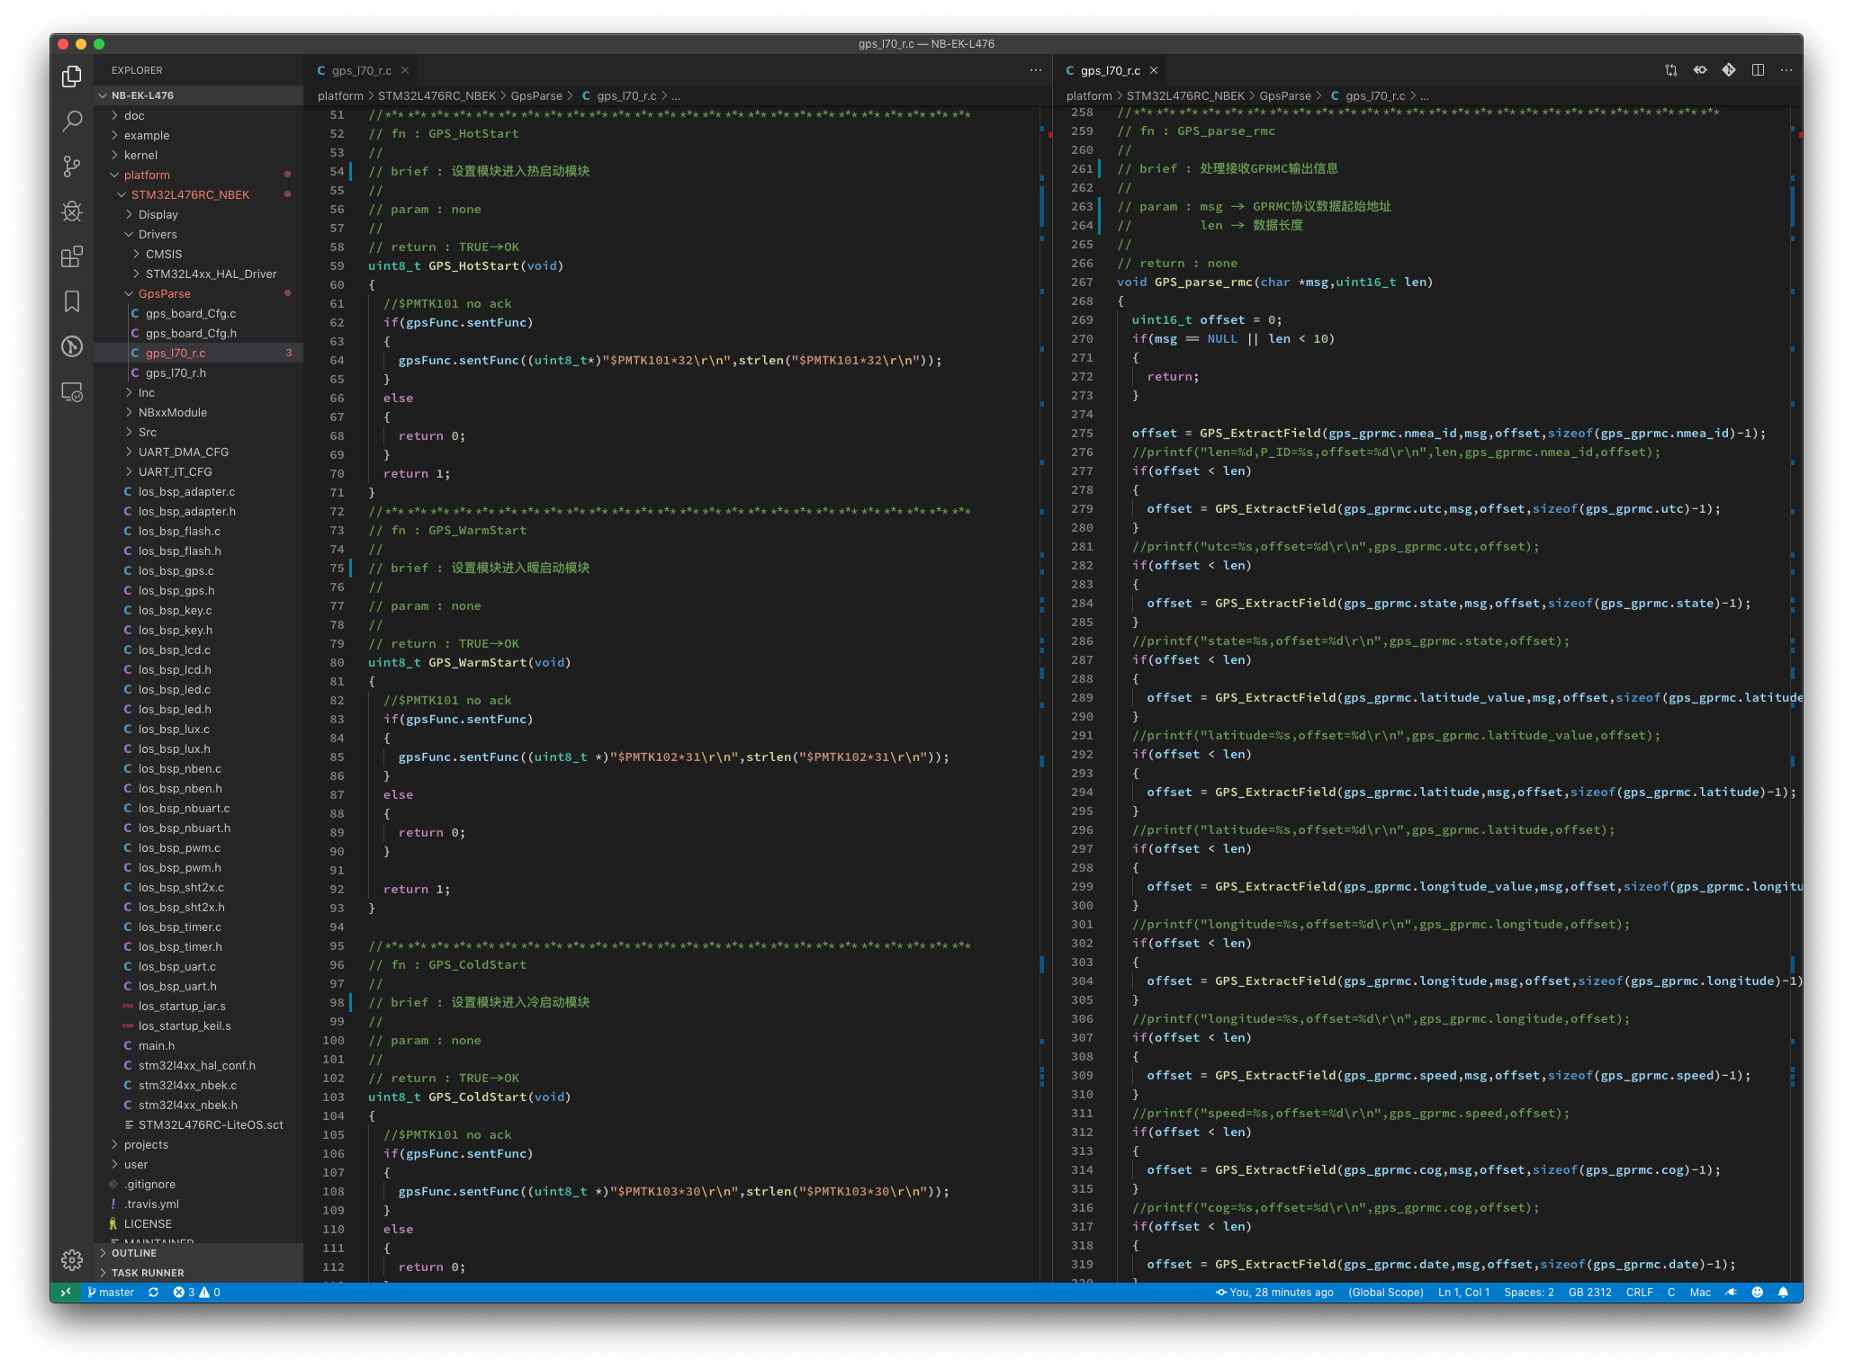 gps_l70_r.c — NB-EK-L476
EXPLORER
NB-EK-L476
doc
example
kernel
platform
STM32L476RC_NBEK
Display
Drivers
CMSIS
STM32L4xx_HAL_Driver
GpsParse
C gps_board_Cfg.c
C gps_board_Cfg.h
C gps_l70_r.c 3
C gps_l70_r.h
Inc
NBxxModule
Src
UART_DMA_CFG
UART_IT_CFG
C los_bsp_adapter.c
C los_bsp_adapter.h
C los_bsp_flash.c
C los_bsp_flash.h
C los_bsp_gps.c
C los_bsp_gps.h
C los_bsp_key.c
C los_bsp_key.h
C los_bsp_lcd.c
C los_bsp_lcd.h
C los_bsp_led.c
C los_bsp_led.h
C los_bsp_lux.c
C los_bsp_lux.h
C los_bsp_nben.c
C los_bsp_nben.h
C los_bsp_nbuart.c
C los_bsp_nbuart.h
C los_bsp_pwm.c
C los_bsp_pwm.h
C los_bsp_sht2x.c
C los_bsp_sht2x.h
C los_bsp_timer.c
C los_bsp_timer.h
C los_bsp_uart.c
C los_bsp_uart.h
ASM los_startup_iar.s
ASM los_startup_keil.s
C main.h
C stm32l4xx_hal_conf.h
C stm32l4xx_nbek.c
C stm32l4xx_nbek.h
STM32L476RC-LiteOS.sct
projects
user
.gitignore
! .travis.yml
LICENSE
MAINTAINER
OUTLINE
TASK RUNNER
C gps_l70_r.c ×
platform > STM32L476RC_NBEK > GpsParse > C gps_l70_r.c > ...
51 //*** *** *** *** *** *** *** *** *** *** *** *** *** *** *** *** *** *** *** *** *** *** *** *** *** ***
52 // fn : GPS_HotStart
53 //
54 // brief : 设置模块进入热启动模块
55 //
56 // param : none
57 //
58 // return : TRUE->OK
59 uint8_t GPS_HotStart(void)
60 {
61 //$PMTK101 no ack
62 if(gpsFunc.sentFunc)
63 {
64 gpsFunc.sentFunc((uint8_t*)"$PMTK101*32\r\n",strlen("$PMTK101*32\r\n"));
65 }
66 else
67 {
68 return 0;
69 }
70 return 1;
71 }
72 //*** *** *** *** *** *** *** *** *** *** *** *** *** *** *** *** *** *** *** *** *** *** *** *** *** ***
73 // fn : GPS_WarmStart
74 //
75 // brief : 设置模块进入暖启动模块
76 //
77 // param : none
78 //
79 // return : TRUE->OK
80 uint8_t GPS_WarmStart(void)
81 {
82 //$PMTK101 no ack
83 if(gpsFunc.sentFunc)
84 {
85 gpsFunc.sentFunc((uint8_t *)"$PMTK102*31\r\n",strlen("$PMTK102*31\r\n"));
86 }
87 else
88 {
89 return 0;
90 }
91
92 return 1;
93 }
94
95 //*** *** *** *** *** *** *** *** *** *** *** *** *** *** *** *** *** *** *** *** *** *** *** *** *** ***
96 // fn : GPS_ColdStart
97 //
98 // brief : 设置模块进入冷启动模块
99 //
100 // param : none
101 //
102 // return : TRUE->OK
103 uint8_t GPS_ColdStart(void)
104 {
105 //$PMTK101 no ack
106 if(gpsFunc.sentFunc)
107 {
108 gpsFunc.sentFunc((uint8_t *)"$PMTK103*30\r\n",strlen("$PMTK103*30\r\n"));
109 }
110 else
111 {
112 return 0;
C gps_l70_r.c ×
platform > STM32L476RC_NBEK > GpsParse > C gps_l70_r.c > ...
258 //*** *** *** *** *** *** *** *** *** *** *** *** *** *** *** *** *** *** *** *** *** *** *** *** *** ***
259 // fn : GPS_parse_rmc
260 //
261 // brief : 处理接收GPRMC输出信息
262 //
263 // param : msg -> GPRMC协议数据起始地址
264 // len -> 数据长度
265 //
266 // return : none
267 void GPS_parse_rmc(char *msg,uint16_t len)
268 {
269 uint16_t offset = 0;
270 if(msg == NULL || len < 10)
271 {
272 return;
273 }
274
275 offset = GPS_ExtractField(gps_gprmc.nmea_id,msg,offset,sizeof(gps_gprmc.nmea_id)-1);
276 //printf("len=%d,P_ID=%s,offset=%d\r\n",len,gps_gprmc.nmea_id,offset);
277 if(offset < len)
278 {
279 offset = GPS_ExtractField(gps_gprmc.utc,msg,offset,sizeof(gps_gprmc.utc)-1);
280 }
281 //printf("utc=%s,offset=%d\r\n",gps_gprmc.utc,offset);
282 if(offset < len)
283 {
284 offset = GPS_ExtractField(gps_gprmc.state,msg,offset,sizeof(gps_gprmc.state)-1);
285 }
286 //printf("state=%s,offset=%d\r\n",gps_gprmc.state,offset);
287 if(offset < len)
288 {
289 offset = GPS_ExtractField(gps_gprmc.latitude_value,msg,offset,sizeof(gps_gprmc.latitude
290 }
291 //printf("latitude=%s,offset=%d\r\n",gps_gprmc.latitude_value,offset);
292 if(offset < len)
293 {
294 offset = GPS_ExtractField(gps_gprmc.latitude,msg,offset,sizeof(gps_gprmc.latitude)-1);
295 }
296 //printf("latitude=%s,offset=%d\r\n",gps_gprmc.latitude,offset);
297 if(offset < len)
298 {
299 offset = GPS_ExtractField(gps_gprmc.longitude_value,msg,offset,sizeof(gps_gprmc.longitu
300 }
301 //printf("longitude=%s,offset=%d\r\n",gps_gprmc.longitude,offset);
302 if(offset < len)
303 {
304 offset = GPS_ExtractField(gps_gprmc.longitude,msg,offset,sizeof(gps_gprmc.longitude)-1)
305 }
306 //printf("longitude=%s,offset=%d\r\n",gps_gprmc.longitude,offset);
307 if(offset < len)
308 {
309 offset = GPS_ExtractField(gps_gprmc.speed,msg,offset,sizeof(gps_gprmc.speed)-1);
310 }
311 //printf("speed=%s,offset=%d\r\n",gps_gprmc.speed,offset);
312 if(offset < len)
313 {
314 offset = GPS_ExtractField(gps_gprmc.cog,msg,offset,sizeof(gps_gprmc.cog)-1);
315 }
316 //printf("cog=%s,offset=%d\r\n",gps_gprmc.cog,offset);
317 if(offset < len)
318 {
319 offset = GPS_ExtractField(gps_gprmc.date,msg,offset,sizeof(gps_gprmc.date)-1);
master 3 0 You, 28 minutes ago (Global Scope) Ln 1, Col 1 Spaces: 2 GB 2312 CRLF C Mac